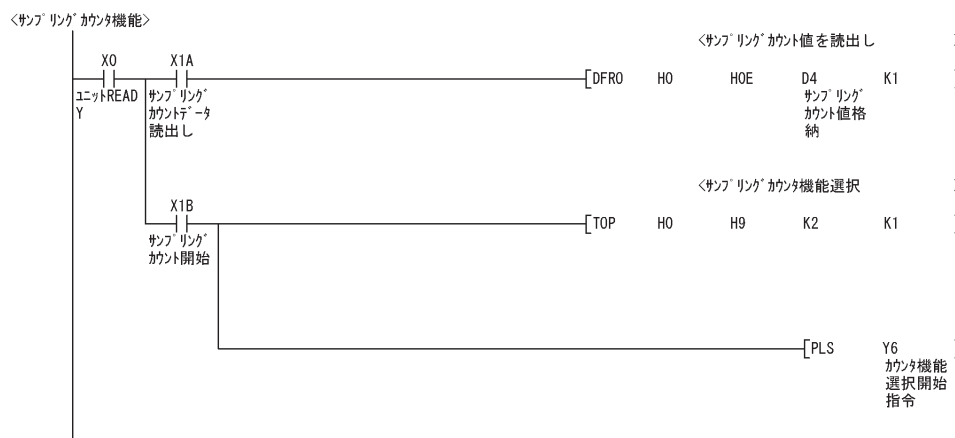 <ｻﾝﾌﾟﾘﾝｸﾞｶｳﾝﾀ機能>
<ｻﾝﾌﾟﾘﾝｸﾞｶｳﾝﾄ値を読出し
X0 X1A
[DFRO H0 H0E D4 K1
ﾕﾆｯﾄREAD
Y
ｻﾝﾌﾟﾘﾝｸﾞ
ｶｳﾝﾄﾃﾞｰﾀ
読出し
ｻﾝﾌﾟﾘﾝｸﾞ
ｶｳﾝﾄ値格
納
<ｻﾝﾌﾟﾘﾝｸﾞｶｳﾝﾀ機能選択
X1B
[TOP H0 H9 K2 K1
ｻﾝﾌﾟﾘﾝｸﾞ
ｶｳﾝﾄ開始
[PLS Y6
ｶｳﾝﾀ機能
選択開始
指令